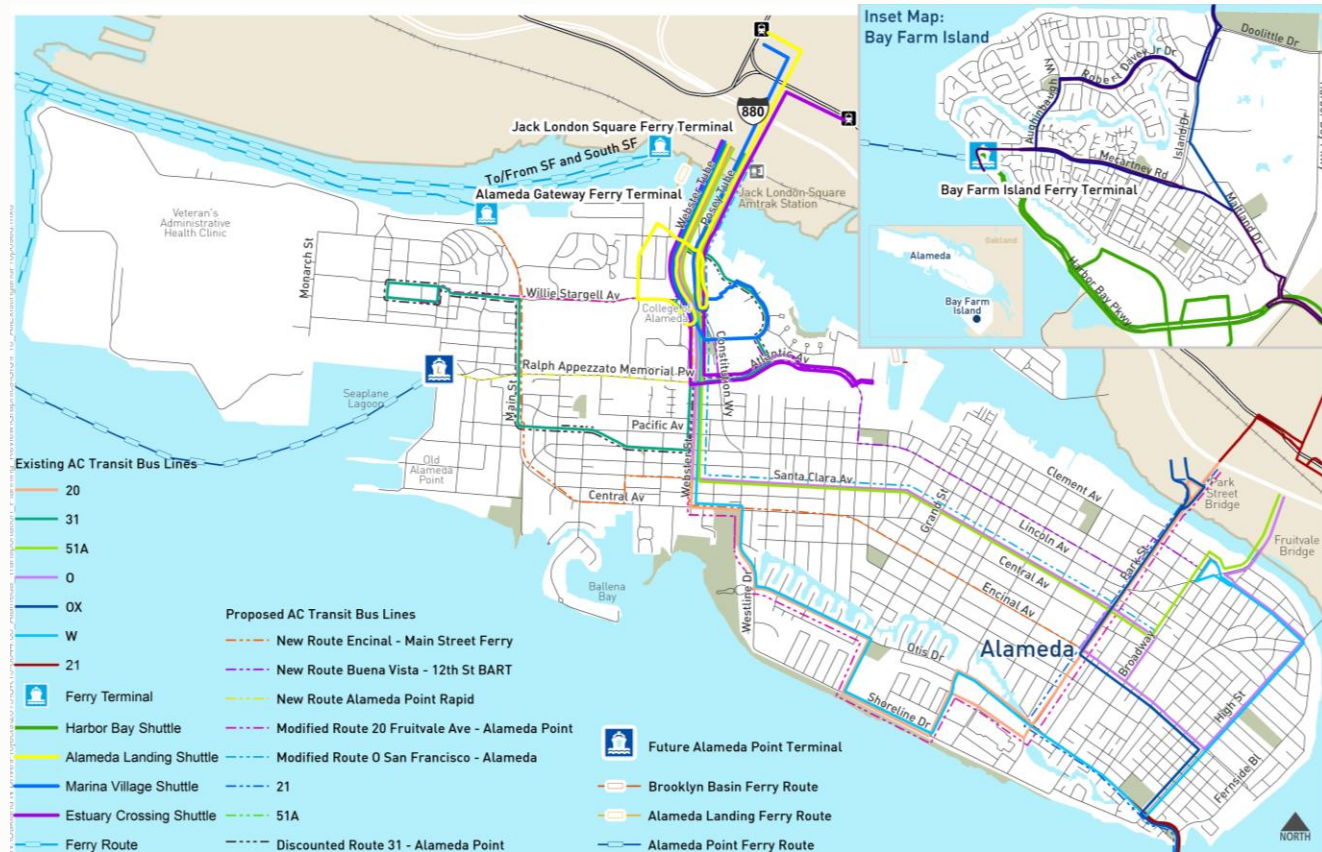 Inset Map:
Bay Farm Island
Doolittle Dr
Robert Davey Jr Dr
Aughinbaugh Wy
Island Dr
Mecartney Rd
Maitland Dr
Bay Farm Island Ferry Terminal
Harbor Bay Pkwy
Oakland
Alameda
Bay Farm
Island
880
Jack London Square Ferry Terminal
To/From SF and South SF
Alameda Gateway Ferry Terminal
Webster Tube
Posey Tube
Jack London-Square
Amtrak Station
Veteran's
Administrative
Health Clinic
Monarch St
Willie Stargell Av
College of
Alameda
Constitution Wy
Atlantic Av
Ralph Appezzato Memorial Pw
Seaplane
Lagoon
Main St
Pacific Av
Webster St
Old
Alameda
Point
Central Av
Santa Clara Av
Grand St
Clement Av
Lincoln Av
Central Av
Encinal Av
Park St
Park
Street
Bridge
Fruitvale
Bridge
Ballena
Bay
Westline Dr
Otis Dr
Alameda
Broadway
High St
Shoreline Dr
Fernside Bl
Existing AC Transit Bus Lines
20
31
51A
O
OX
W
21
Ferry Terminal
Harbor Bay Shuttle
Alameda Landing Shuttle
Marina Village Shuttle
Estuary Crossing Shuttle
Ferry Route
Proposed AC Transit Bus Lines
New Route Encinal - Main Street Ferry
New Route Buena Vista - 12th St BART
New Route Alameda Point Rapid
Modified Route 20 Fruitvale Ave - Alameda Point
Modified Route O San Francisco - Alameda
21
51A
Discounted Route 31 - Alameda Point
Future Alameda Point Terminal
Brooklyn Basin Ferry Route
Alameda Landing Ferry Route
Alameda Point Ferry Route
NORTH